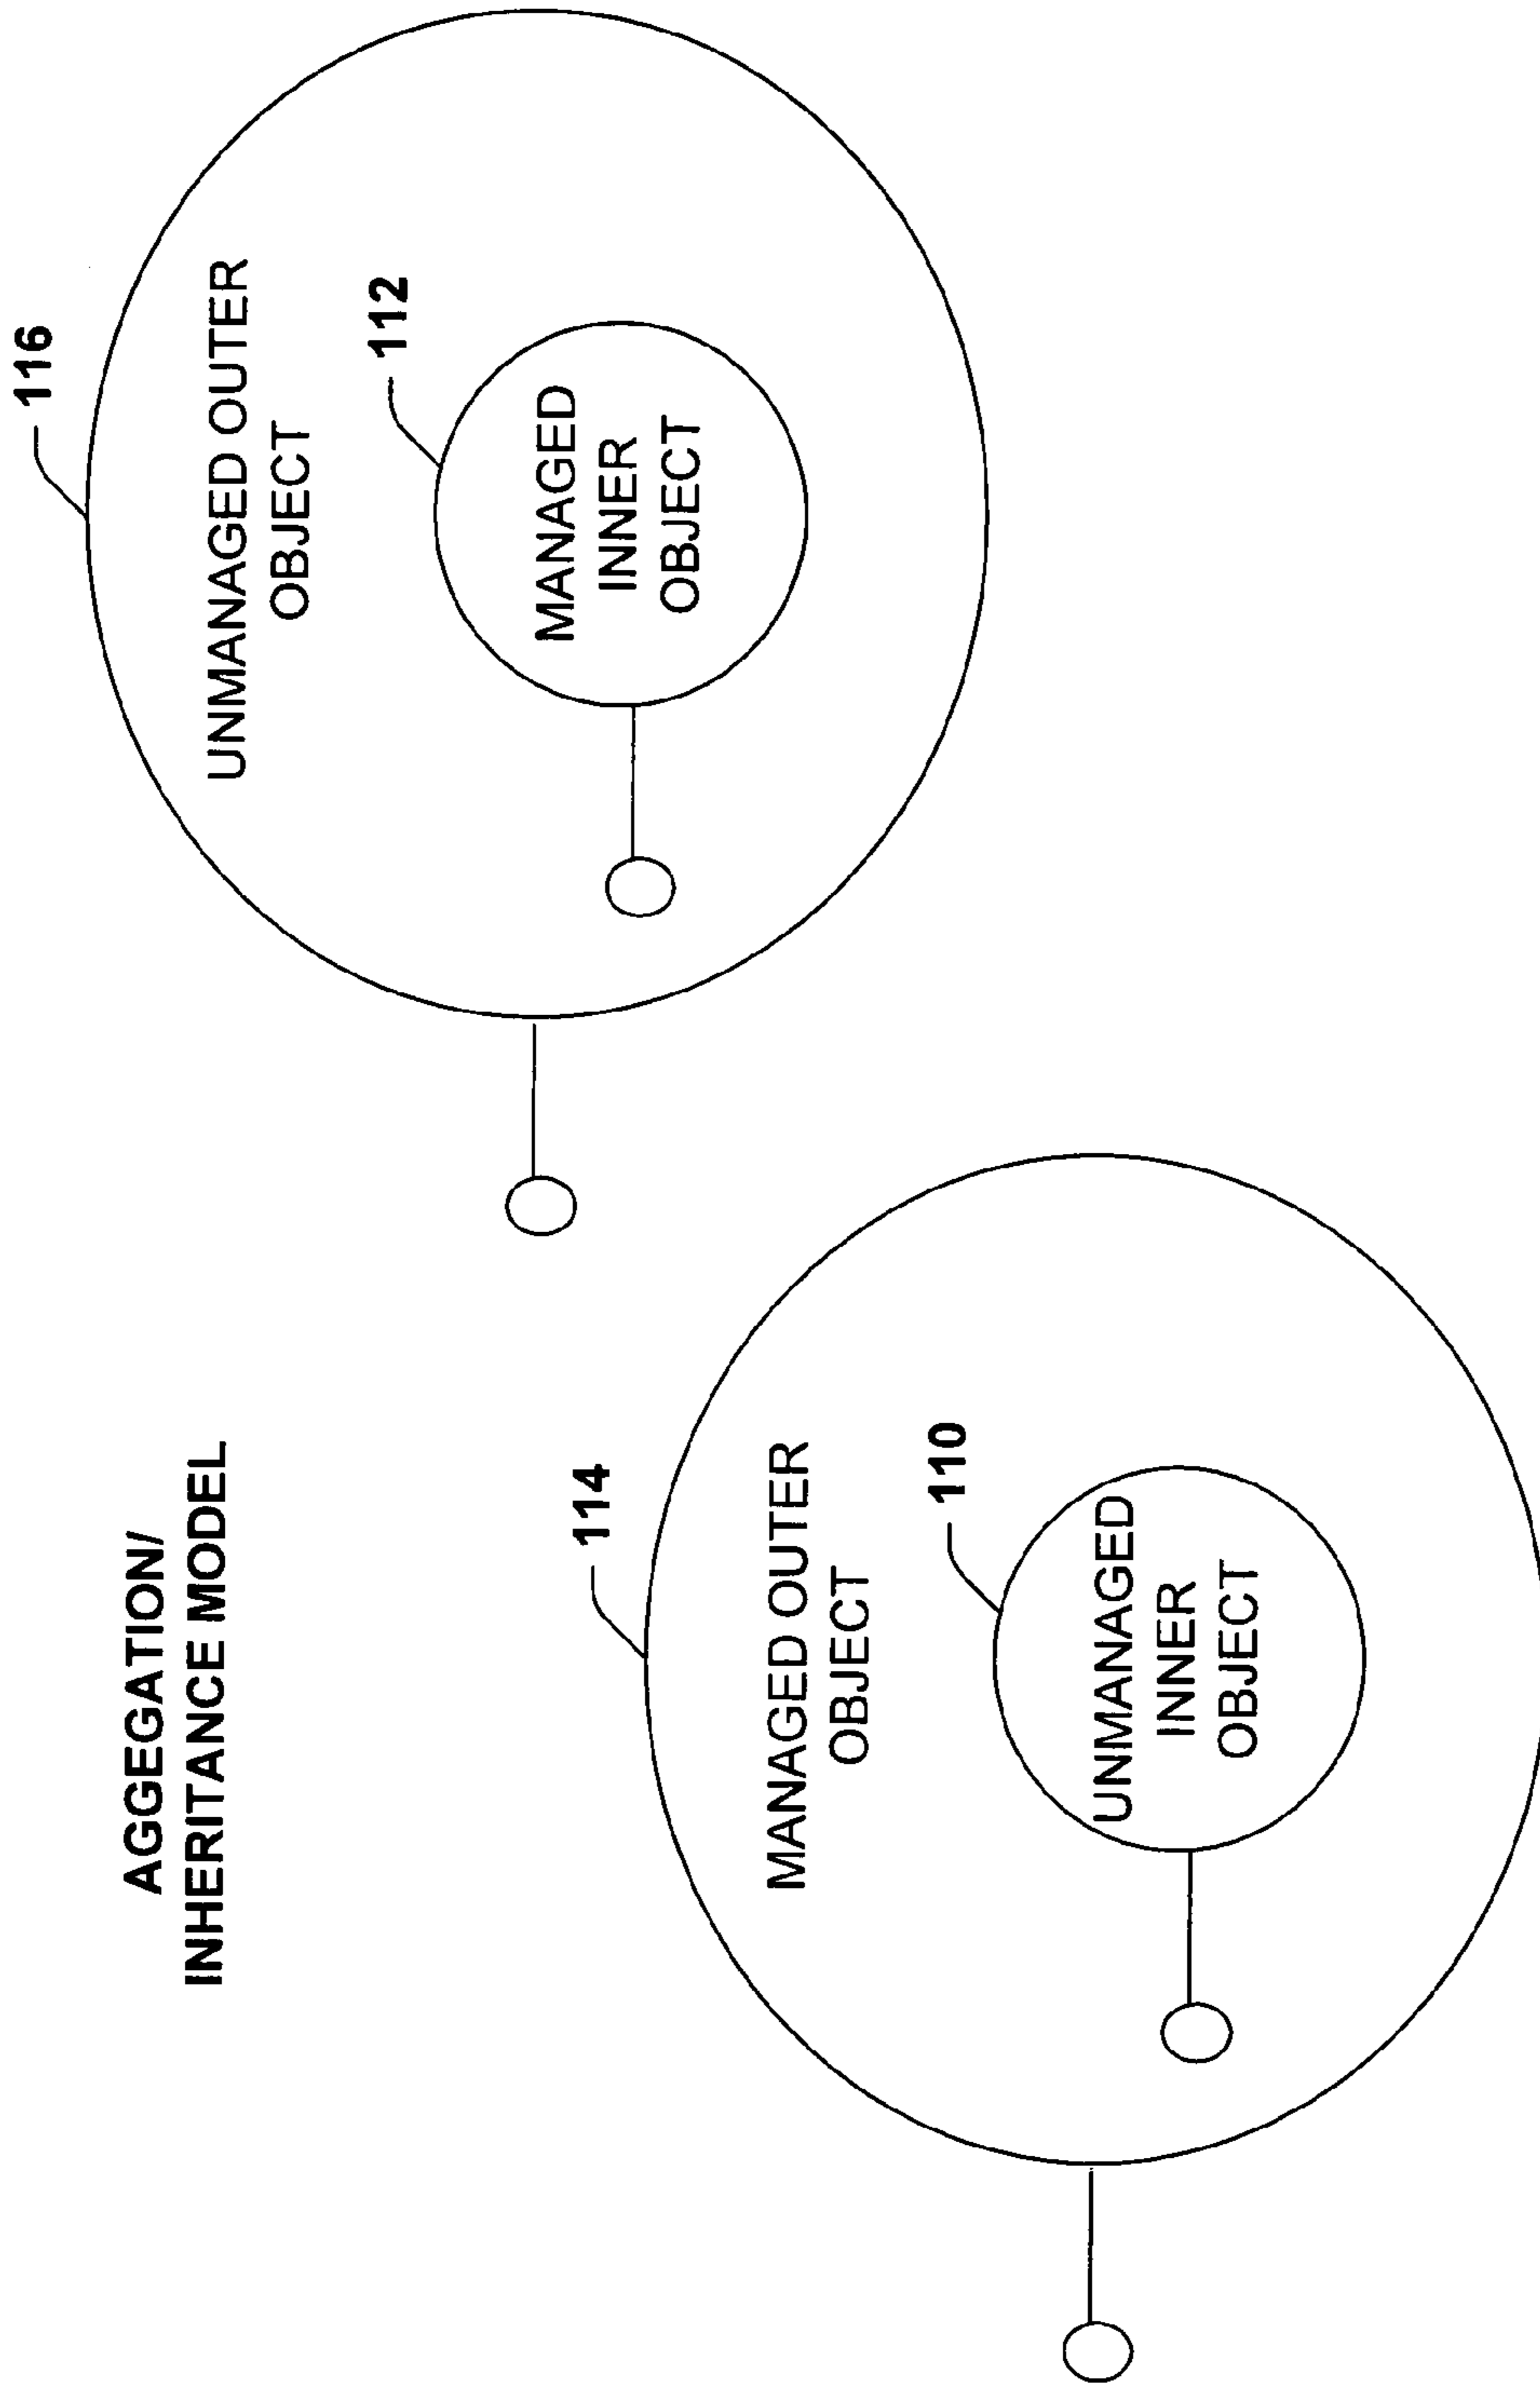 AGGEGATION/
INHERITANCE MODEL
114
MANAGED OUTER
OBJECT
110
UNMANAGED
INNER
OBJECT
116
UNMANAGED OUTER
OBJECT
112
MANAGED
INNER
OBJECT